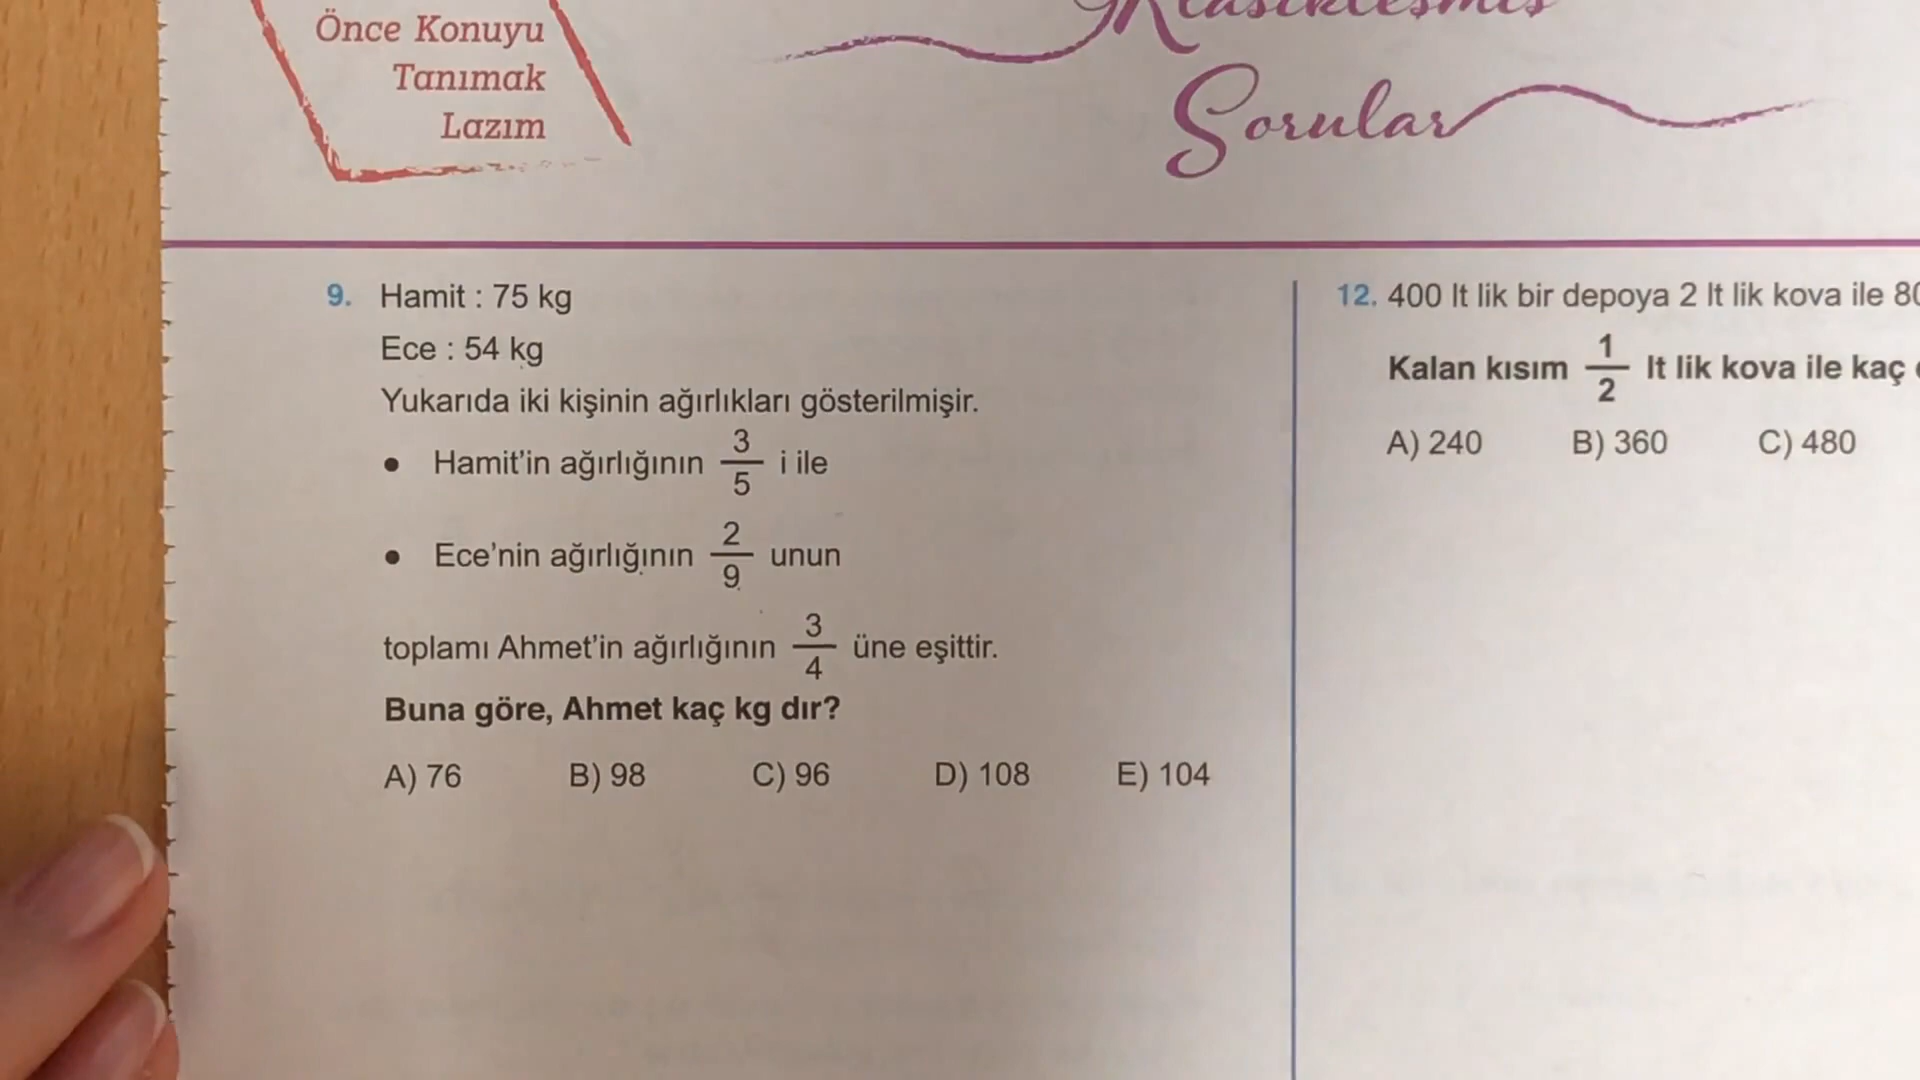 Önce Konuyu
Tanımak
Lazım
Klasikleşmiş
Sorular
9. Hamit : 75 kg
Ece : 54 kg
Yukarıda iki kişinin ağırlıkları gösterilmişir.
• Hamit'in ağırlığının 3/5 i ile
• Ece'nin ağırlığının 2/9 unun
toplamı Ahmet'in ağırlığının 3/4 üne eşittir.
Buna göre, Ahmet kaç kg dır?
A) 76 B) 98 C) 96 D) 108 E) 104
12. 400 lt lik bir depoya 2 lt lik kova ile
Kalan kısım 1/2 lt lik kova ile kaç
A) 240 B) 360 C) 480